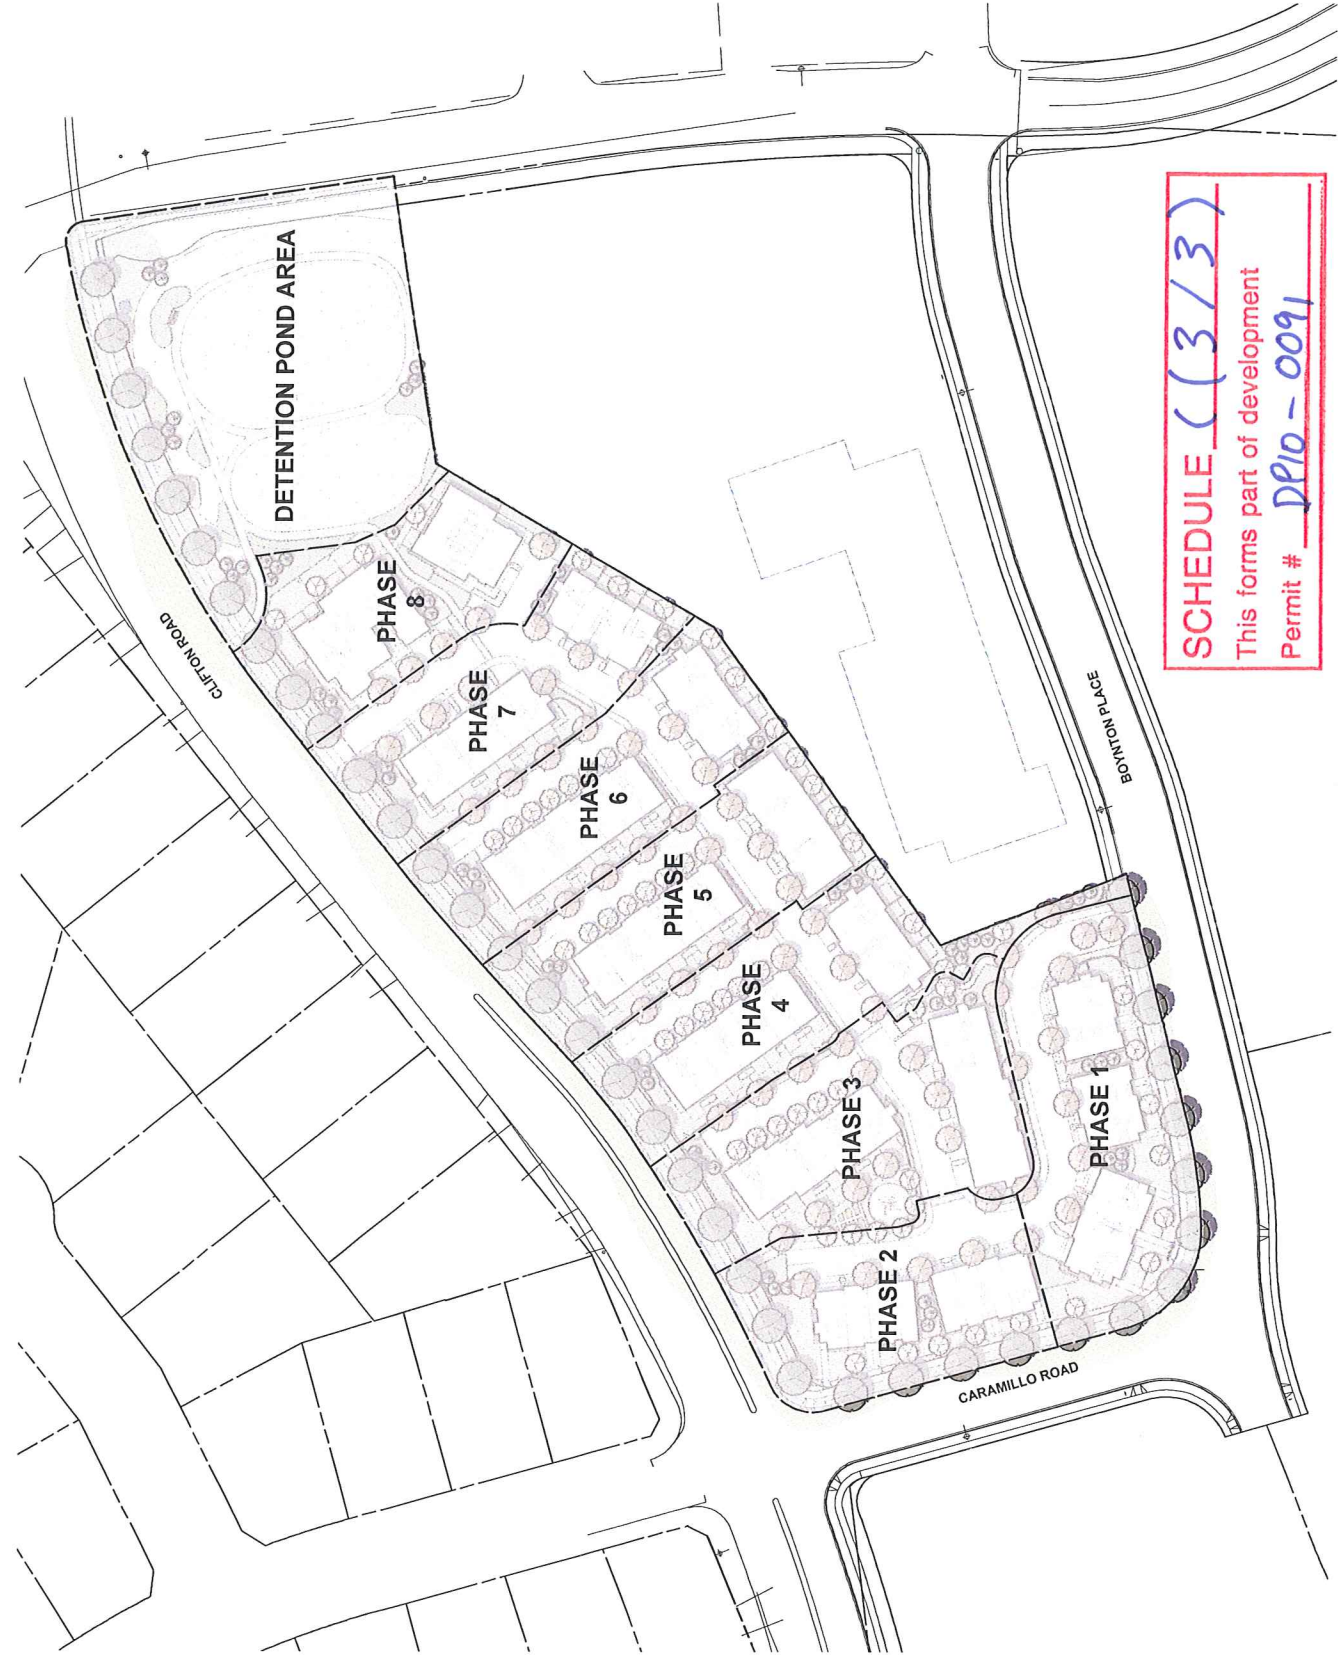 DETENTION POND AREA
CLIFTON ROAD
PHASE
8
PHASE
7
PHASE
6
PHASE
5
PHASE
4
PHASE 3
PHASE 2
PHASE 1
CARAMILLO ROAD
BOYNTON PLACE
SCHEDULE C (3/3)
This forms part of development
Permit # DP10-0091